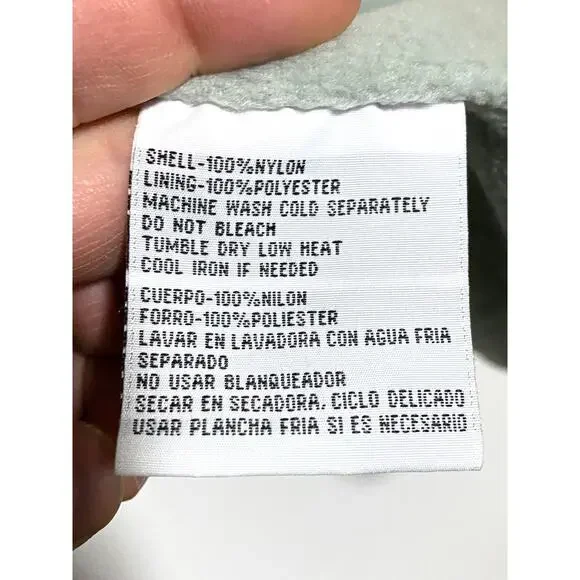 SHELL-100%NYLON
LINING-100%POLYESTER
MACHINE WASH COLD SEPARATELY
DO NOT BLEACH
TUMBLE DRY LOW HEAT
COOL IRON IF NEEDED
CUERPO-100%NILON
FORRO-100%POLIESTER
LAVAR EN LAVADORA CON AGUA FRIA
SEPARADO
NO USAR BLANQUEADOR
SECAR EN SECADORA. CICLO DELICADO
USAR PLANCHA FRIA SI ES NECESARIO